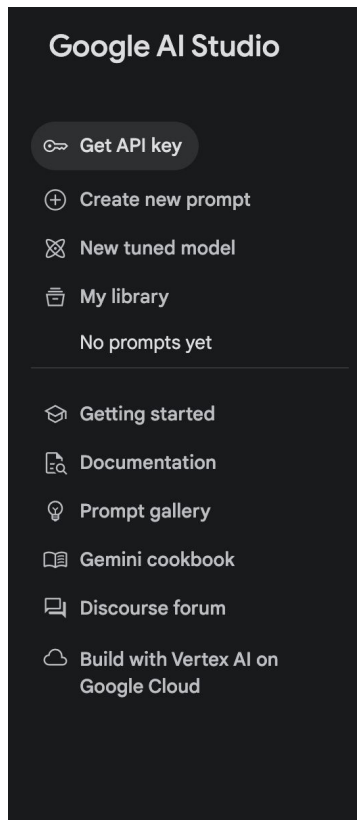 Google AI Studio
Get API key
Create new prompt
New tuned model
My library
No prompts yet
Getting started
Documentation
Prompt gallery
Gemini cookbook
Discourse forum
Build with Vertex AI on
Google Cloud